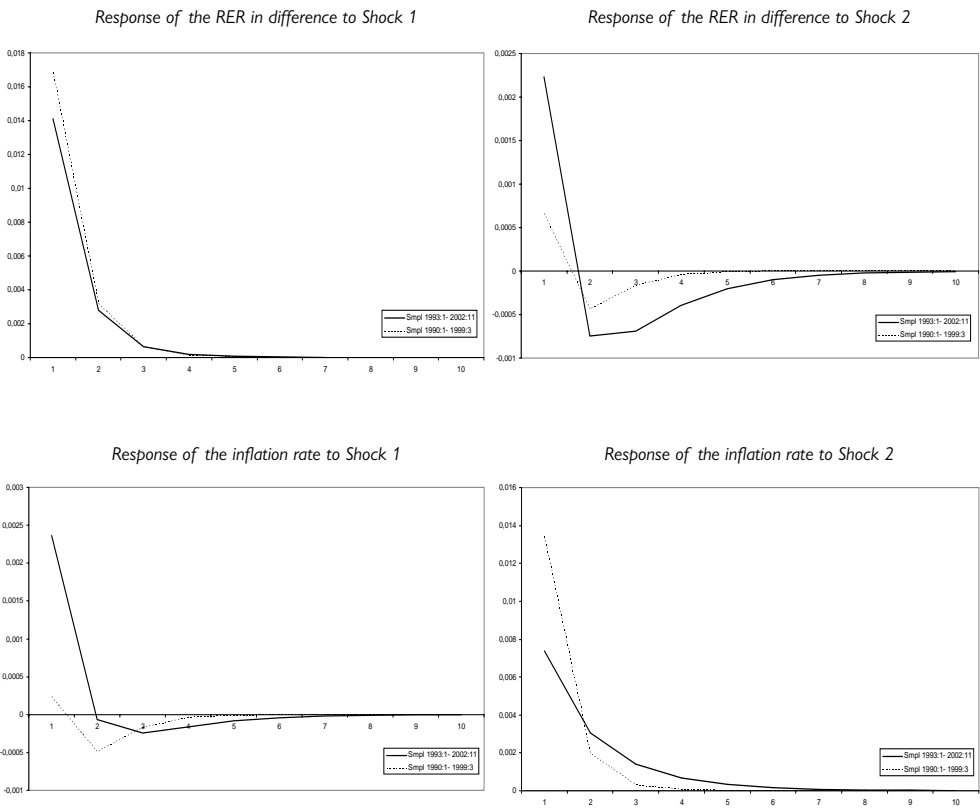 Response of the RER in difference to Shock 1
0,018
0,016
0,014
0,012
0,01
0,008
0,006
0,004
0,002
0
1 2 3 4 5 6 7 8 9 10
Smpl 1993:1- 2002:11
Smpl 1990:1- 1999:3
Response of the RER in difference to Shock 2
0,0025
0,002
0,0015
0,001
0,0005
0
-0,0005
-0,001
1 2 3 4 5 6 7 8 9 10
Smpl 1993:1- 2002:11
Smpl 1990:1- 1999:3
Response of the inflation rate to Shock 1
0,003
0,0025
0,002
0,0015
0,001
0,0005
0
-0,0005
-0,001
1 2 3 4 5 6 7 8 9 10
Smpl 1993:1- 2002:11
Smpl 1990:1- 1999:3
Response of the inflation rate to Shock 2
0,016
0,014
0,012
0,01
0,008
0,006
0,004
0,002
0
1 2 3 4 5 6 7 8 9 10
Smpl 1993:1- 2002:11
Smpl 1990:1- 1999:3